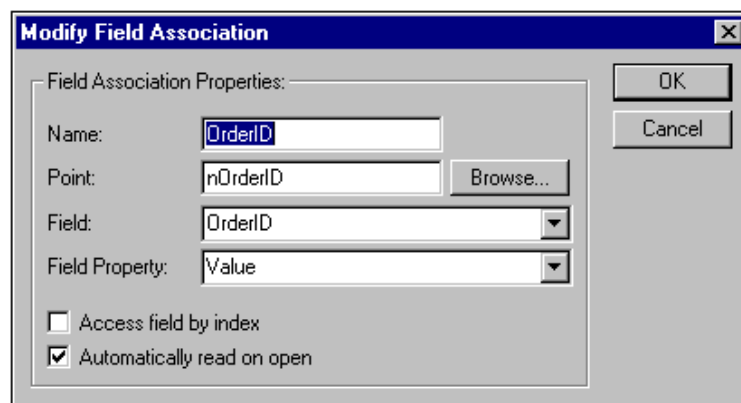 Modify Field Association
Field Association Properties:
OK
Name: OrderID
Cancel
Point: nOrderID Browse...
Field: OrderID
Field Property: Value
Access field by index
Automatically read on open